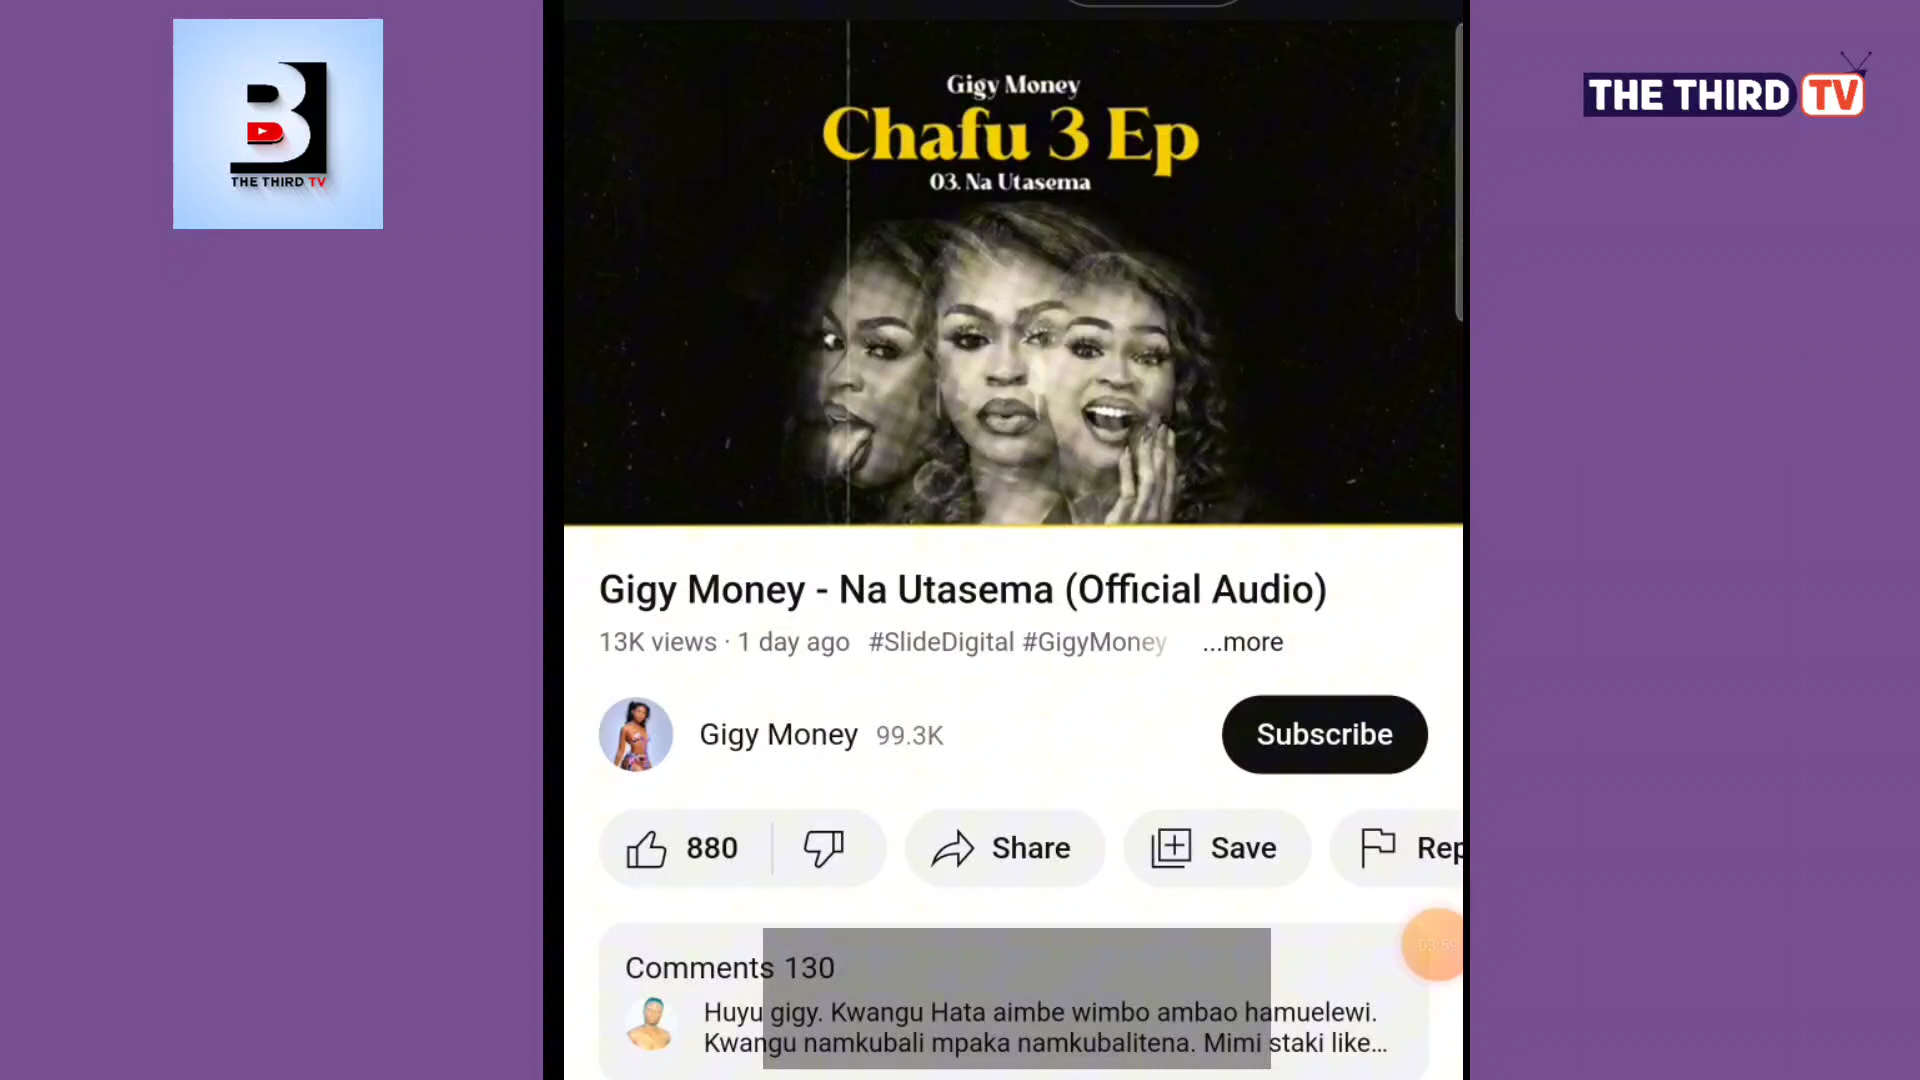 THE THIRD TV
THE THIRD TV
Gigy Money
Chafu 3 Ep
03. Na Utasema
Gigy Money - Na Utasema (Official Audio)
13K views · 1 day ago #SlideDigital #GigyMoney ...more
Gigy Money 99.3K
Subscribe
880
Share
Save
Rep
03:59
Comments 130
Huyu gigy. Kwangu Hata aimbe wimbo ambao hamuelewi.
Kwangu namkubali mpaka namkubalitena. Mimi staki like...